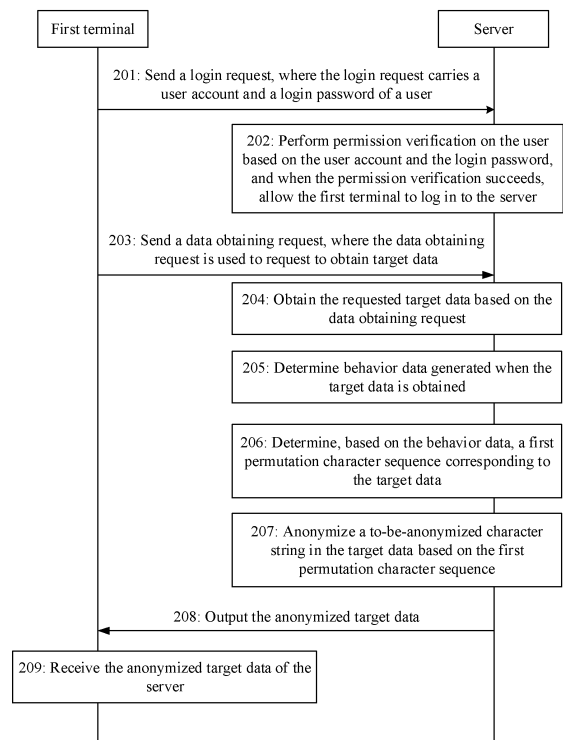 First terminal
Server
201: Send a login request, where the login request carries a
user account and a login password of a user
202: Perform permission verification on the user
based on the user account and the login password,
and when the permission verification succeeds,
allow the first terminal to log in to the server
203: Send a data obtaining request, where the data obtaining
request is used to request to obtain target data
204: Obtain the requested target data based on the
data obtaining request
205: Determine behavior data generated when the
target data is obtained
206: Determine, based on the behavior data, a first
permutation character sequence corresponding to
the target data
207: Anonymize a to-be-anonymized character
string in the target data based on the first
permutation character sequence
208: Output the anonymized target data
209: Receive the anonymized target data of the
server